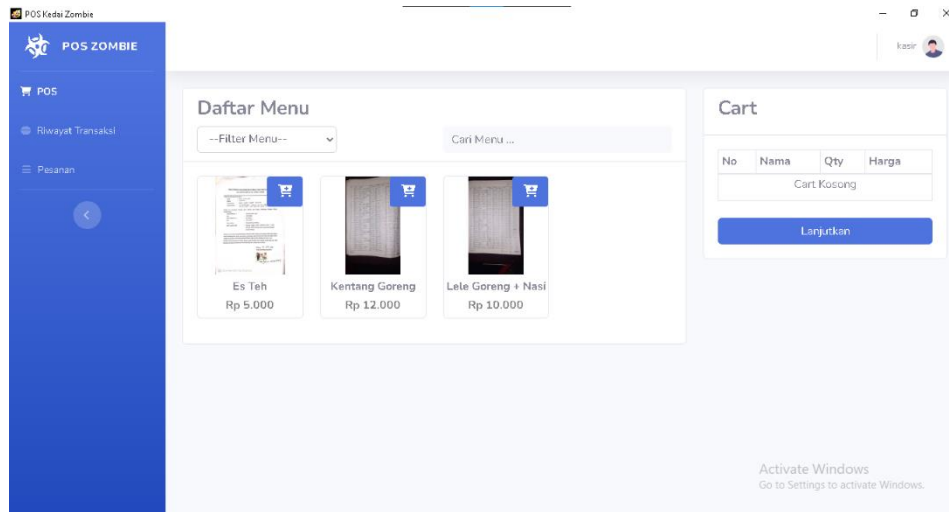 POS Kedai Zombie
POS ZOMBIE
kasir
POS
Riwayat Transaksi
Pesanan
Daftar Menu
--Filter Menu--
Cari Menu ...
Es Teh
Rp 5.000
Kentang Goreng
Rp 12.000
Lele Goreng + Nasi
Rp 10.000
Cart
No Nama Qty Harga
Cart Kosong
Lanjutkan
Activate Windows
Go to Settings to activate Windows.